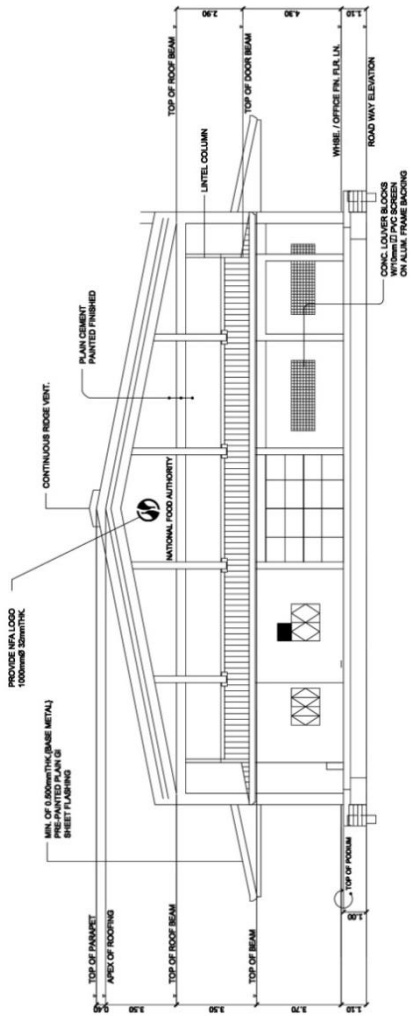 PROVIDE NFA LOGO
1000mmØ 32mmTHK.
CONTINUOUS RIDGE VENT.
MIN. OF 0.500mmTHK.(BASE METAL)
PRE-PAINTED PLAIN GI
SHEET FLASHING
PLAIN CEMENT
PAINTED FINISHED
NATIONAL FOOD AUTHORITY
LINTEL COLUMN
CONC. LOUVER BLOCKS
W/10mm PVC SCREEN
ON ALUM. FRAME BACKING
TOP OF PARAPET
APEX OF ROOFING
TOP OF ROOF BEAM
TOP OF BEAM
TOP OF PODIUM
0.40
3.50
3.50
3.70
1.10
1.00
TOP OF ROOF BEAM
TOP OF DOOR BEAM
WHSE. / OFFICE FIN. FLR. LN.
ROAD WAY ELEVATION
2.90
4.30
1.10